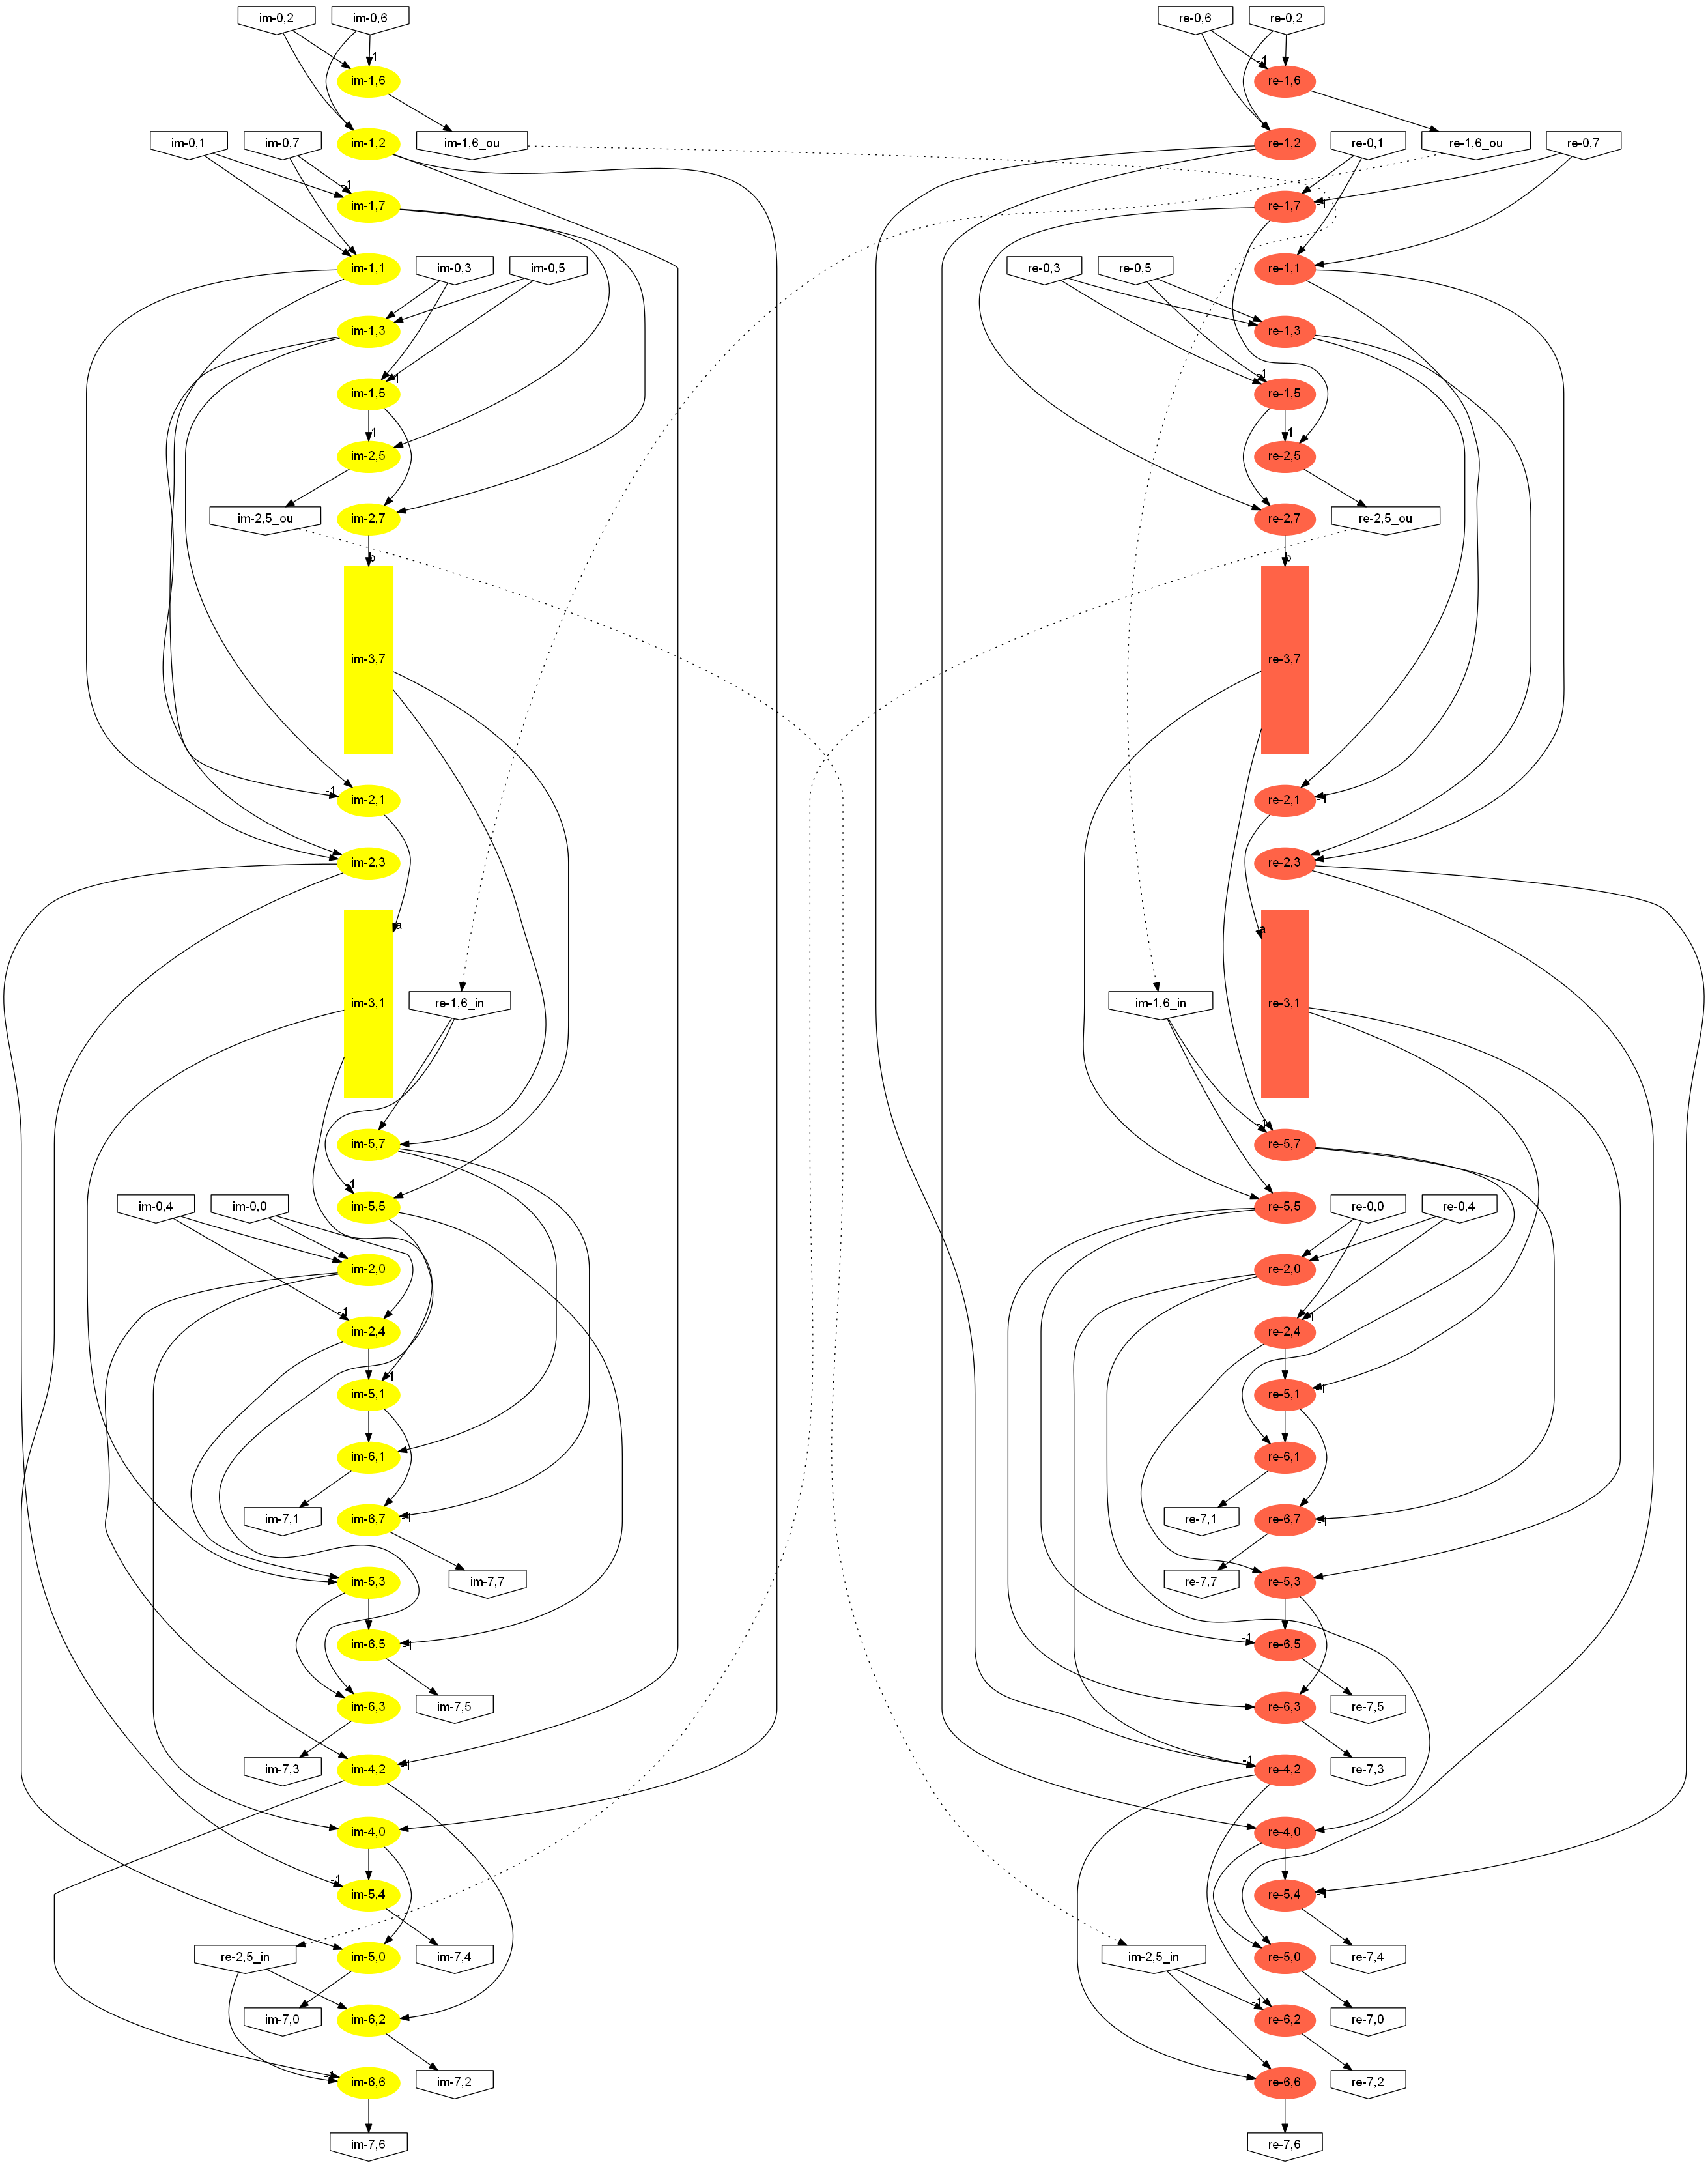 im-0,2
im-0,6
re-0,6
re-0,2
1
-1
im-1,6
re-1,6
im-0,1
im-0,7
im-1,2
im-1,6_ou
re-1,2
re-0,1
re-1,6_ou
re-0,7
-1
im-1,7
re-1,7
-1
im-1,1
im-0,3
im-0,5
re-0,3
re-0,5
re-1,1
im-1,3
re-1,3
im-1,5
-1
-1
re-1,5
1
1
im-2,5
re-2,5
im-2,5_ou
im-2,7
re-2,7
re-2,5_ou
b
b
im-3,7
re-3,7
-1
im-2,1
re-2,1
-1
im-2,3
re-2,3
a
a
im-3,1
re-1,6_in
im-1,6_in
re-3,1
-1
im-5,7
re-5,7
-1
im-0,4
im-0,0
im-5,5
re-5,5
re-0,0
re-0,4
im-2,0
re-2,0
-1
-1
im-2,4
re-2,4
-1
im-5,1
re-5,1
-1
im-6,1
re-6,1
im-7,1
im-6,7
-1
re-7,1
re-6,7
-1
im-5,3
im-7,7
re-7,7
re-5,3
im-6,5
-1
-1
re-6,5
im-6,3
im-7,5
re-6,3
re-7,5
im-7,3
im-4,2
-1
-1
re-4,2
re-7,3
im-4,0
re-4,0
-1
im-5,4
re-5,4
-1
re-2,5_in
im-5,0
im-7,4
im-2,5_in
re-5,0
re-7,4
-1
im-7,0
im-6,2
re-6,2
re-7,0
-1
im-6,6
im-7,2
re-6,6
re-7,2
im-7,6
re-7,6